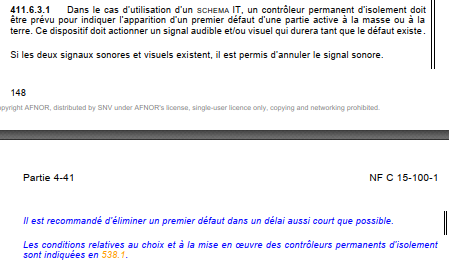 411.6.3.1 Dans le cas d'utilisation d'un SCHEMA IT, un contrôleur permanent d'isolement doit
être prévu pour indiquer l'apparition d'un premier défaut d'une partie active à la masse ou à la
terre. Ce dispositif doit actionner un signal audible et/ou visuel qui durera tant que le défaut existe.
Si les deux signaux sonores et visuels existent, il est permis d'annuler le signal sonore.
148
opyright AFNOR, distributed by SNV under AFNOR's license, single-user licence only, copying and networking prohibited.
Partie 4-41 NF C 15-100-1
Il est recommandé d'éliminer un premier défaut dans un délai aussi court que possible.
Les conditions relatives au choix et à la mise en œuvre des contrôleurs permanents d'isolement
sont indiquées en 538.1.